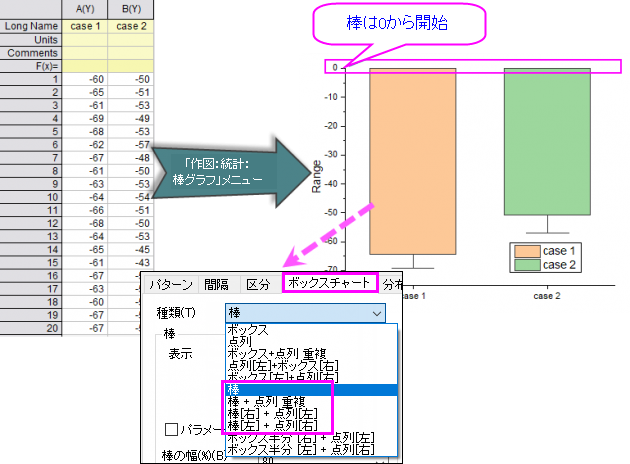 A(Y) B(Y)
Long Name case 1 case 2
Units
Comments
F(x)=
1 -60 -50
2 -65 -51
3 -61 -53
4 -69 -49
5 -68 -53
6 -62 -57
7 -67 -48
8 -61 -50
9 -63 -53
10 -64 -54
11 -66 -51
12 -68 -50
13 -64 -53
14 -65 -45
15 -61 -43
16 -67
17 -63
18 -60
19 -67
20 -67
「作図:統計:
棒グラフ」メニュー
棒は0から開始
0
-10
-20
-30
-40
-50
-60
-70
Range
case 1
case 2
case 1
case 2
パターン 間隔 区分 ボックスチャート 分布
種類(T) 棒
棒
表示
ボックス
点列
ボックス+点列 重複
点列[左]+ボックス[右]
ボックス[左]+点列[右]
棒
棒 + 点列 重複
棒[右] + 点列[左]
棒[左] + 点列[右]
ボックス半分 [右] + 点列[左]
ボックス半分 [左] + 点列[右]
パラメー
棒の幅(%)(B) 80